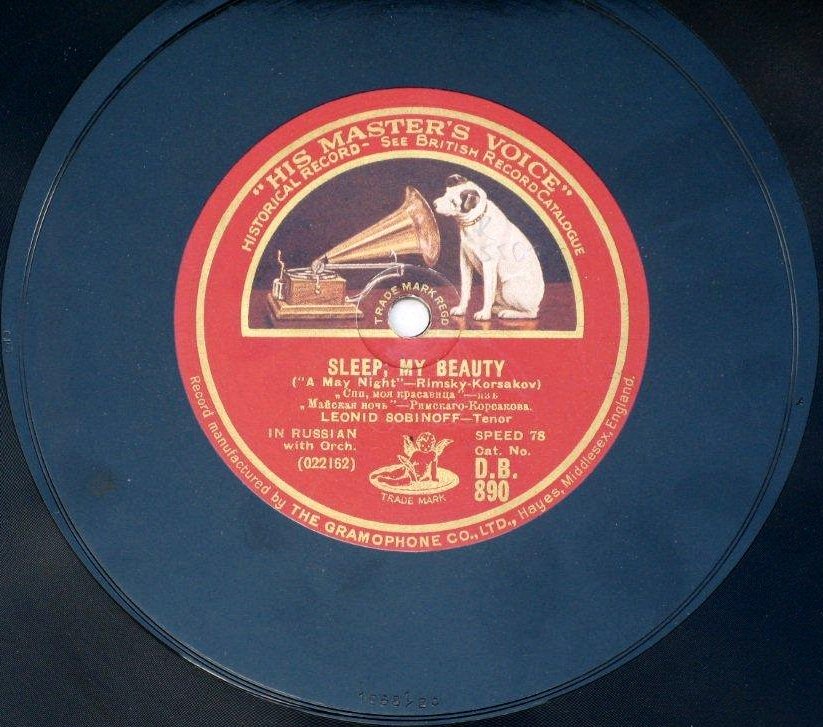 "HIS MASTER'S VOICE"
HISTORICAL RECORD - SEE BRITISH RECORD CATALOGUE
TRADE MARK REGD
SLEEP, MY BEAUTY
("A May Night"—Rimsky-Korsakov)
„Спи, моя красавица"—изъ
„Майская ночь"—Римскаго-Корсакова.
LEONID SOBINOFF—Tenor
IN RUSSIAN
with Orch.
(022162)
SPEED 78
Cat. No.
D.B.
890
TRADE MARK
Record manufactured by THE GRAMOPHONE CO., LTD., Hayes, Middlesex, England.